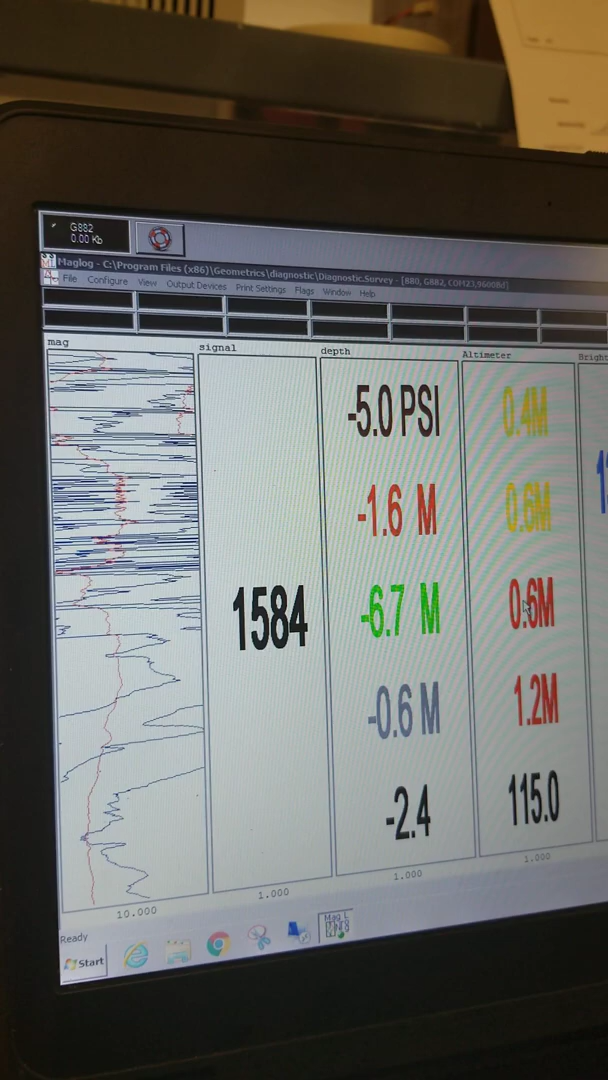 G882
0.00 Kb
Maglog - C:\Program Files (x86)\Geometrics\diagnostic\Diagnostic.Survey - [880, G882, COM23,9600Bd]
File Configure View Output Devices Print Settings Flags Window Help
mag signal depth Altimeter Bright
-5.0 PSI 0.4M
-1.6 M 0.6M
1584 -6.7 M 0.6M
-0.6 M 1.2M
-2.4 115.0
10.000 1.000 1.000 1.000
Ready
Start
Mag L